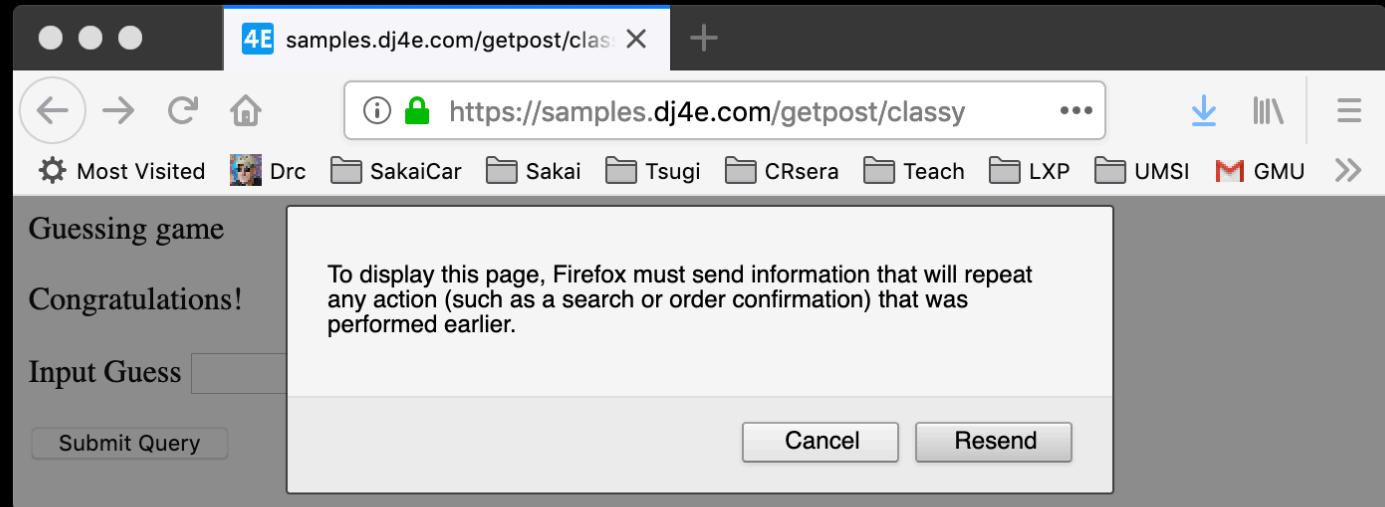 4E samples.dj4e.com/getpost/clas
https://samples.dj4e.com/getpost/classy
Most Visited Drc SakaiCar Sakai Tsugi CRsera Teach LXP UMSI GMU
Guessing game
Congratulations!
Input Guess
Submit Query
To display this page, Firefox must send information that will repeat
any action (such as a search or order confirmation) that was
performed earlier.
Cancel Resend